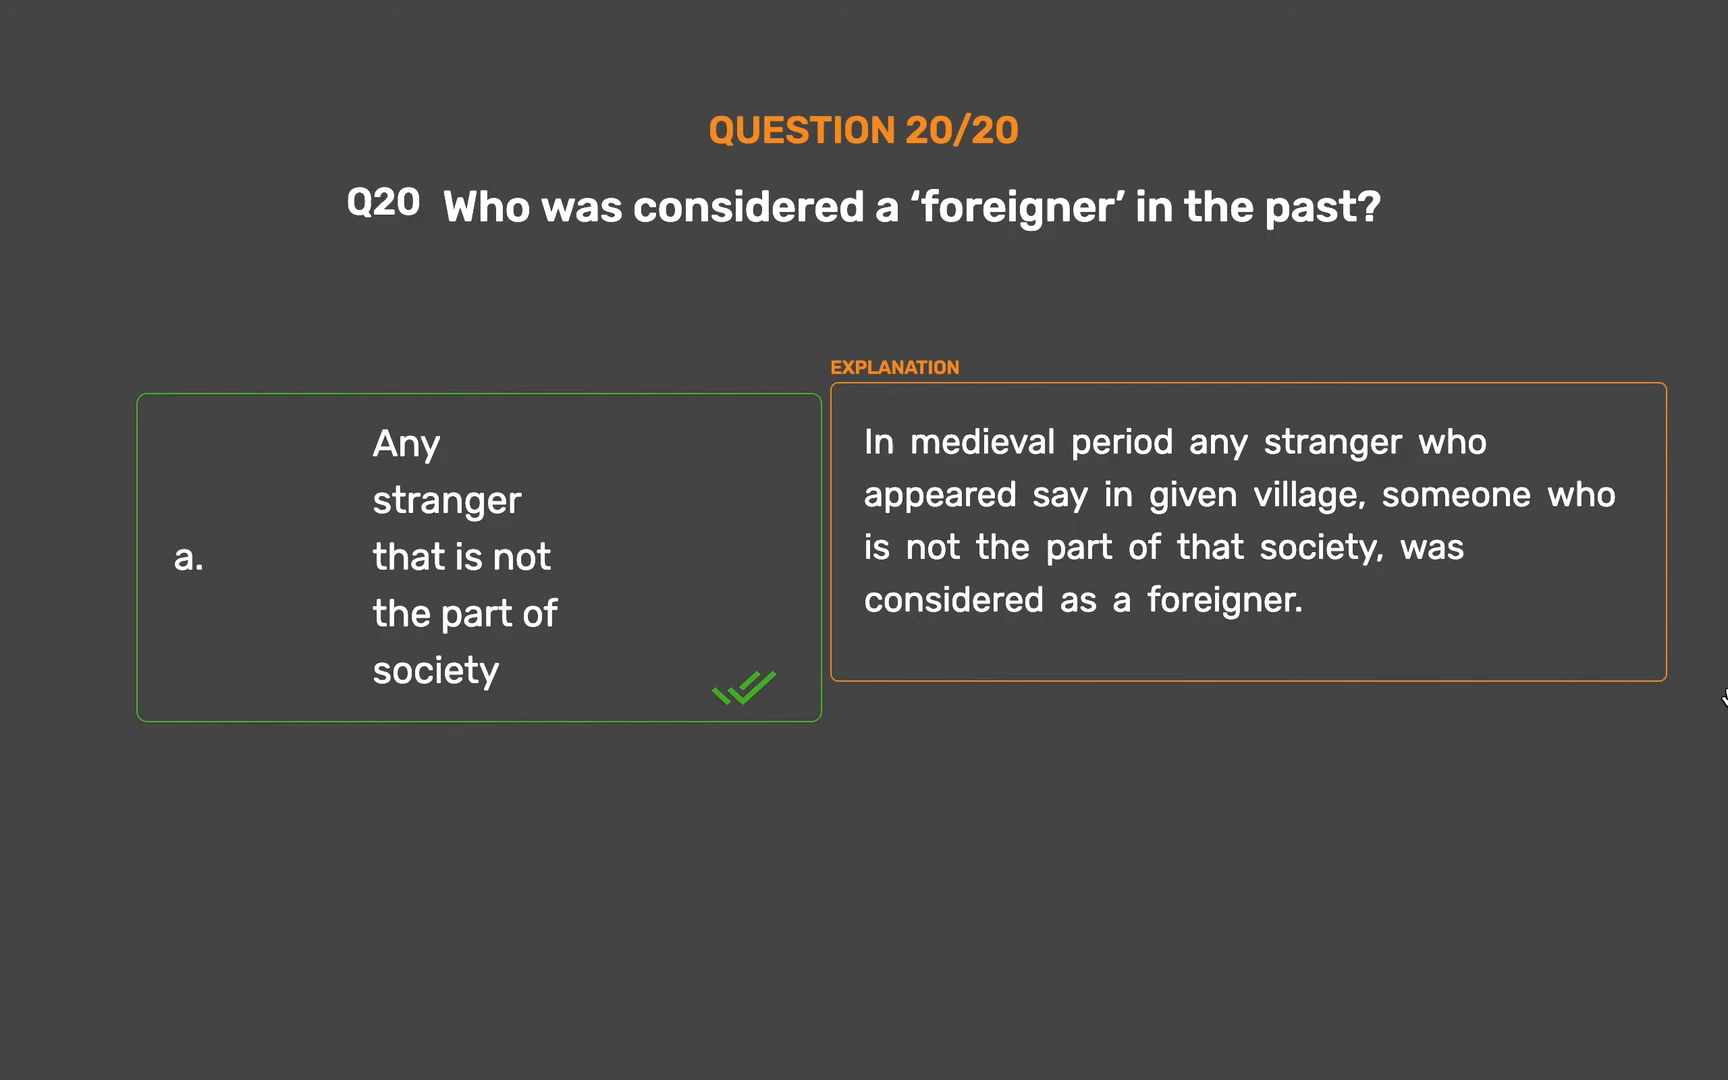 QUESTION 20/20
Q20 Who was considered a ‘foreigner’ in the past?
a.
Any
stranger
that is not
the part of
society
EXPLANATION
In medieval period any stranger who
appeared say in given village, someone who
is not the part of that society, was
considered as a foreigner.